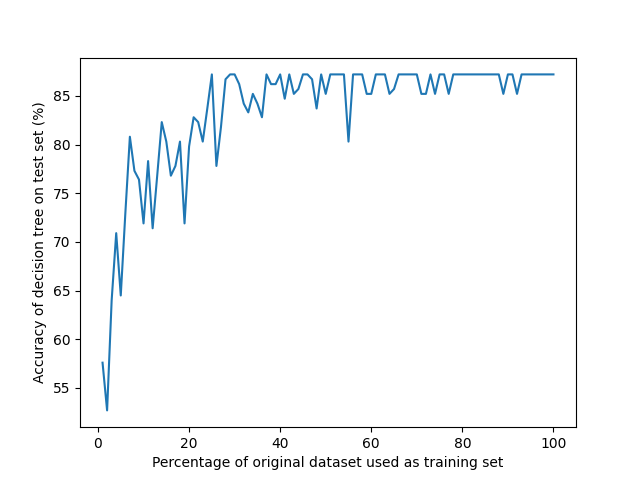 85
80
75
70
65
60
55
Accuracy of decision tree on test set (%)
0 20 40 60 80 100
Percentage of original dataset used as training set